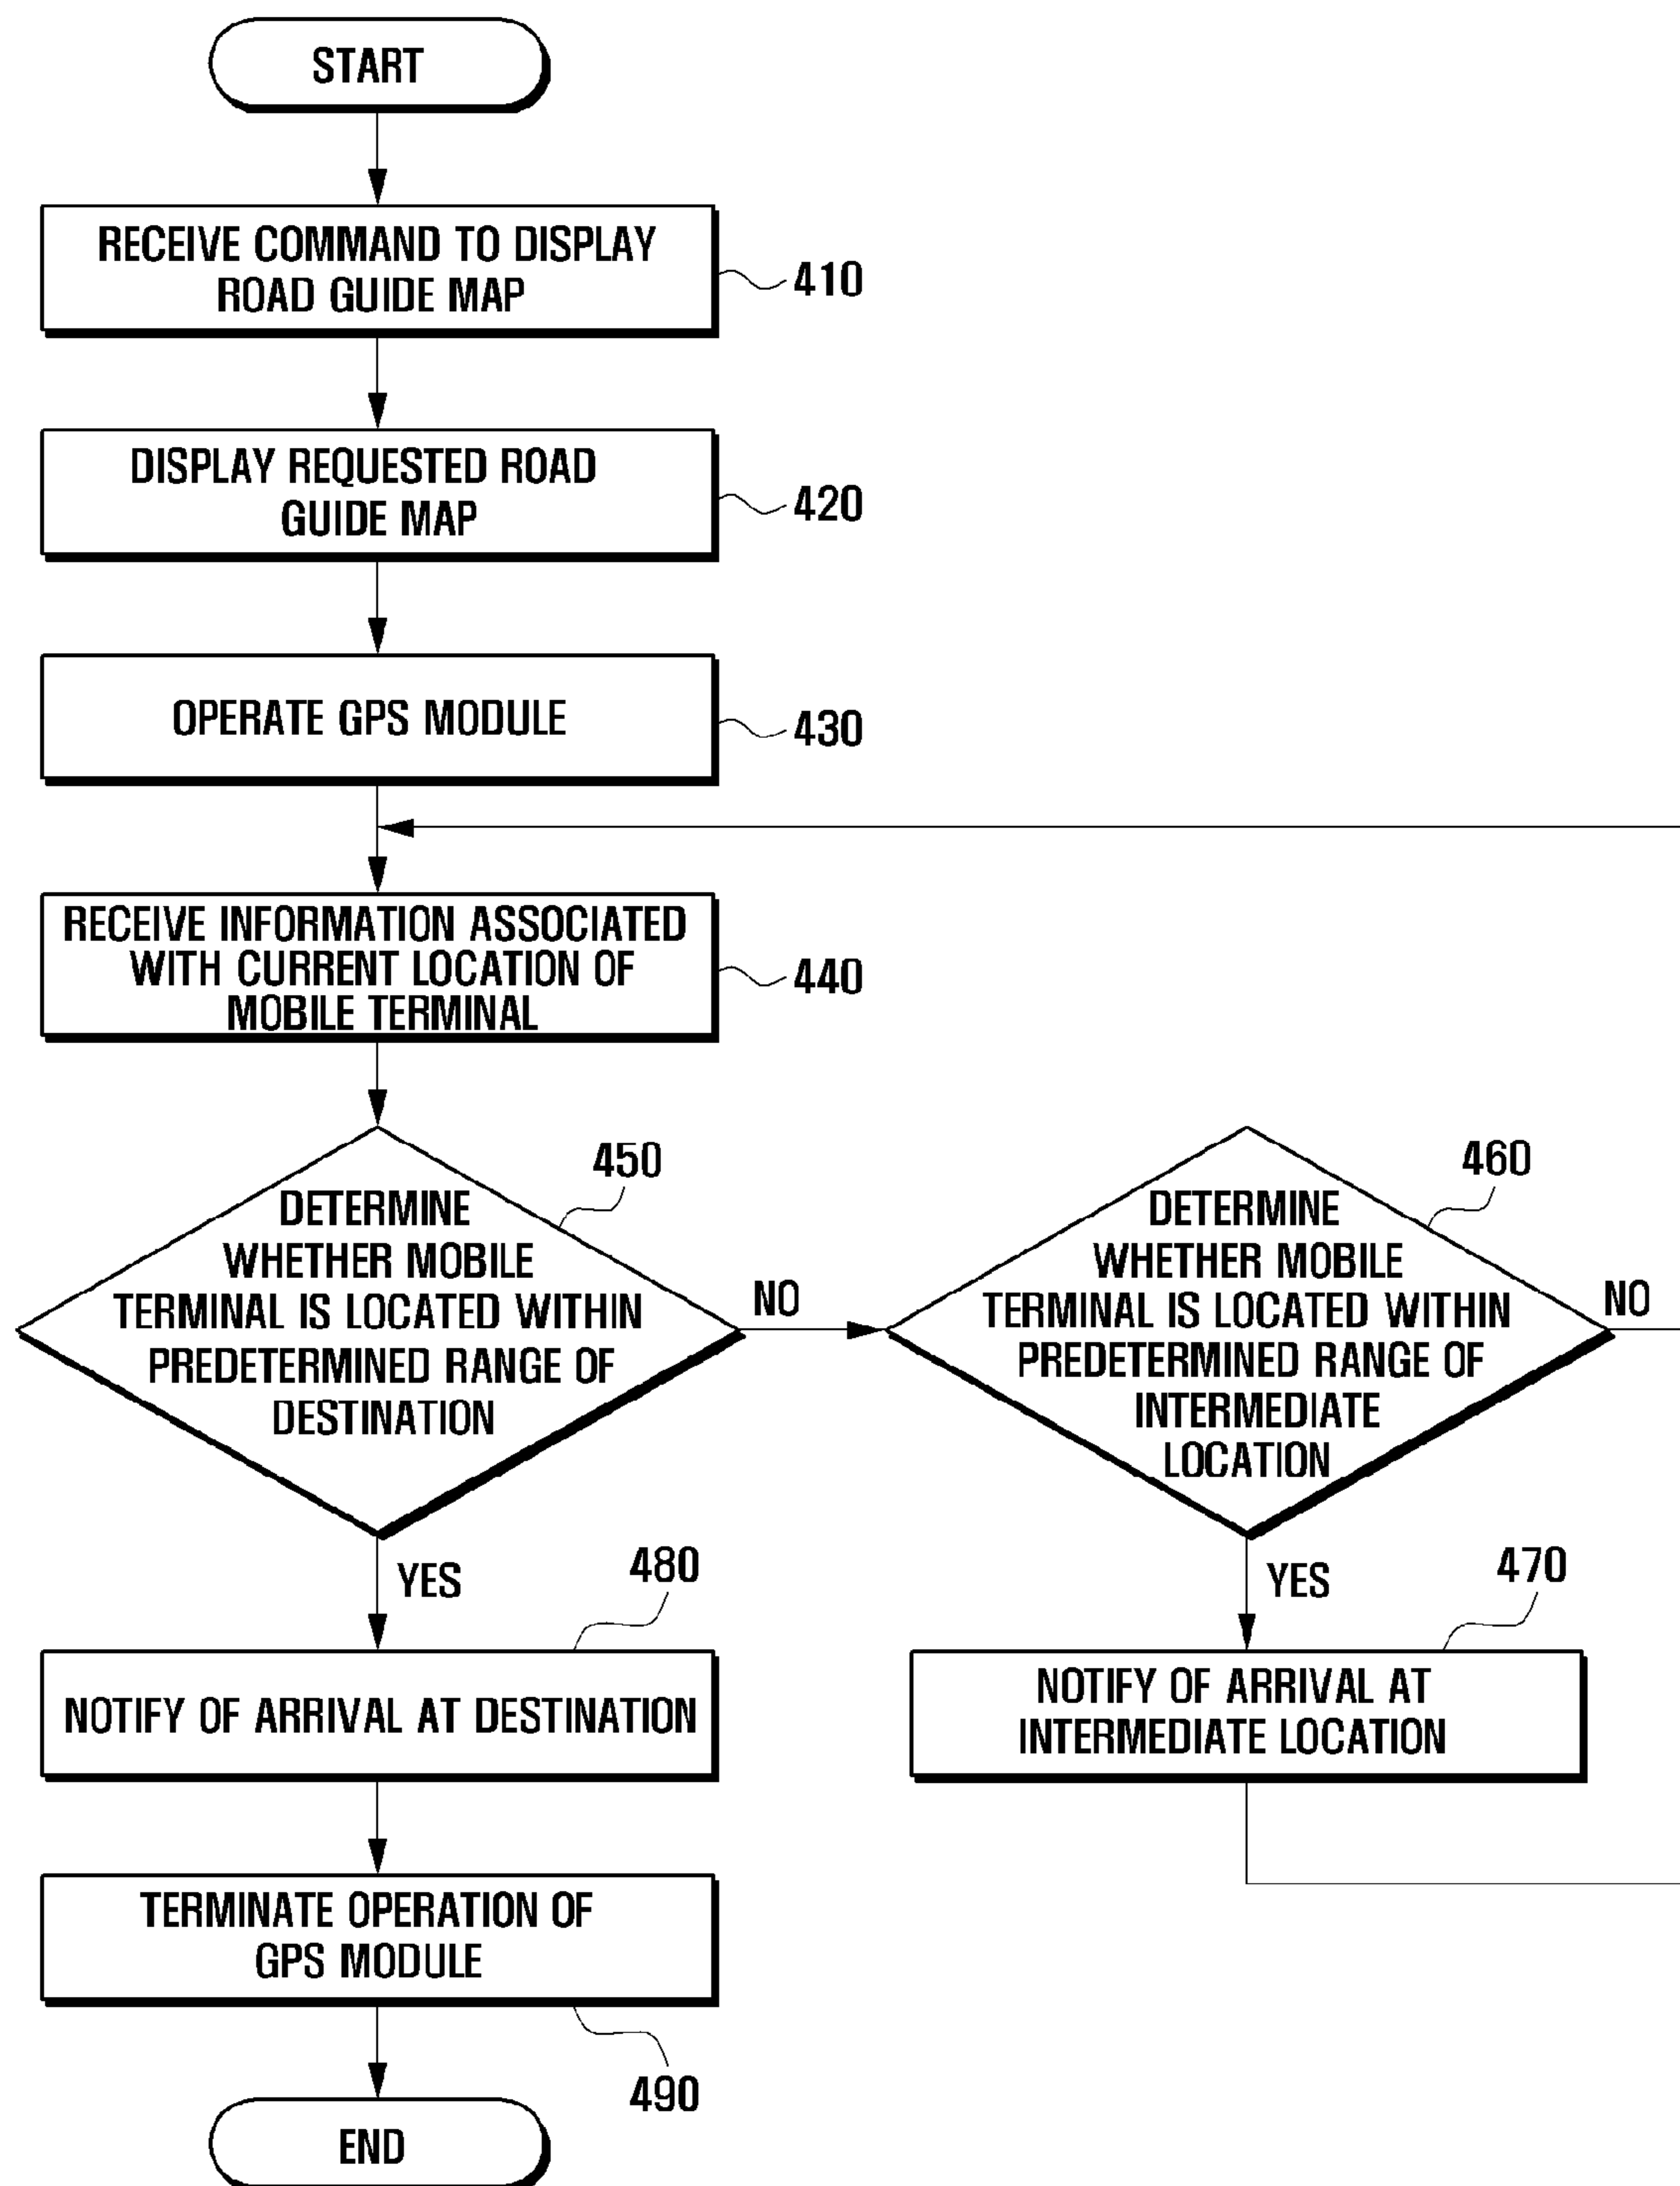 START
RECEIVE COMMAND TO DISPLAY
ROAD GUIDE MAP
410
DISPLAY REQUESTED ROAD
GUIDE MAP
420
OPERATE GPS MODULE
430
RECEIVE INFORMATION ASSOCIATED
WITH CURRENT LOCATION OF
MOBILE TERMINAL
440
450
DETERMINE
WHETHER MOBILE
TERMINAL IS LOCATED WITHIN
PREDETERMINED RANGE OF
DESTINATION
NO
YES
460
DETERMINE
WHETHER MOBILE
TERMINAL IS LOCATED WITHIN
PREDETERMINED RANGE OF
INTERMEDIATE
LOCATION
NO
YES
480
NOTIFY OF ARRIVAL AT DESTINATION
470
NOTIFY OF ARRIVAL AT
INTERMEDIATE LOCATION
TERMINATE OPERATION OF
GPS MODULE
490
END